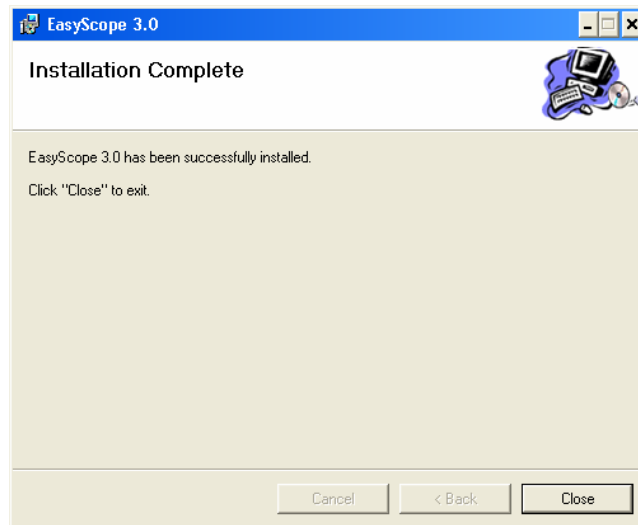 EasyScope 3.0
Installation Complete
EasyScope 3.0 has been successfully installed.
Click "Close" to exit.
Cancel
< Back
Close